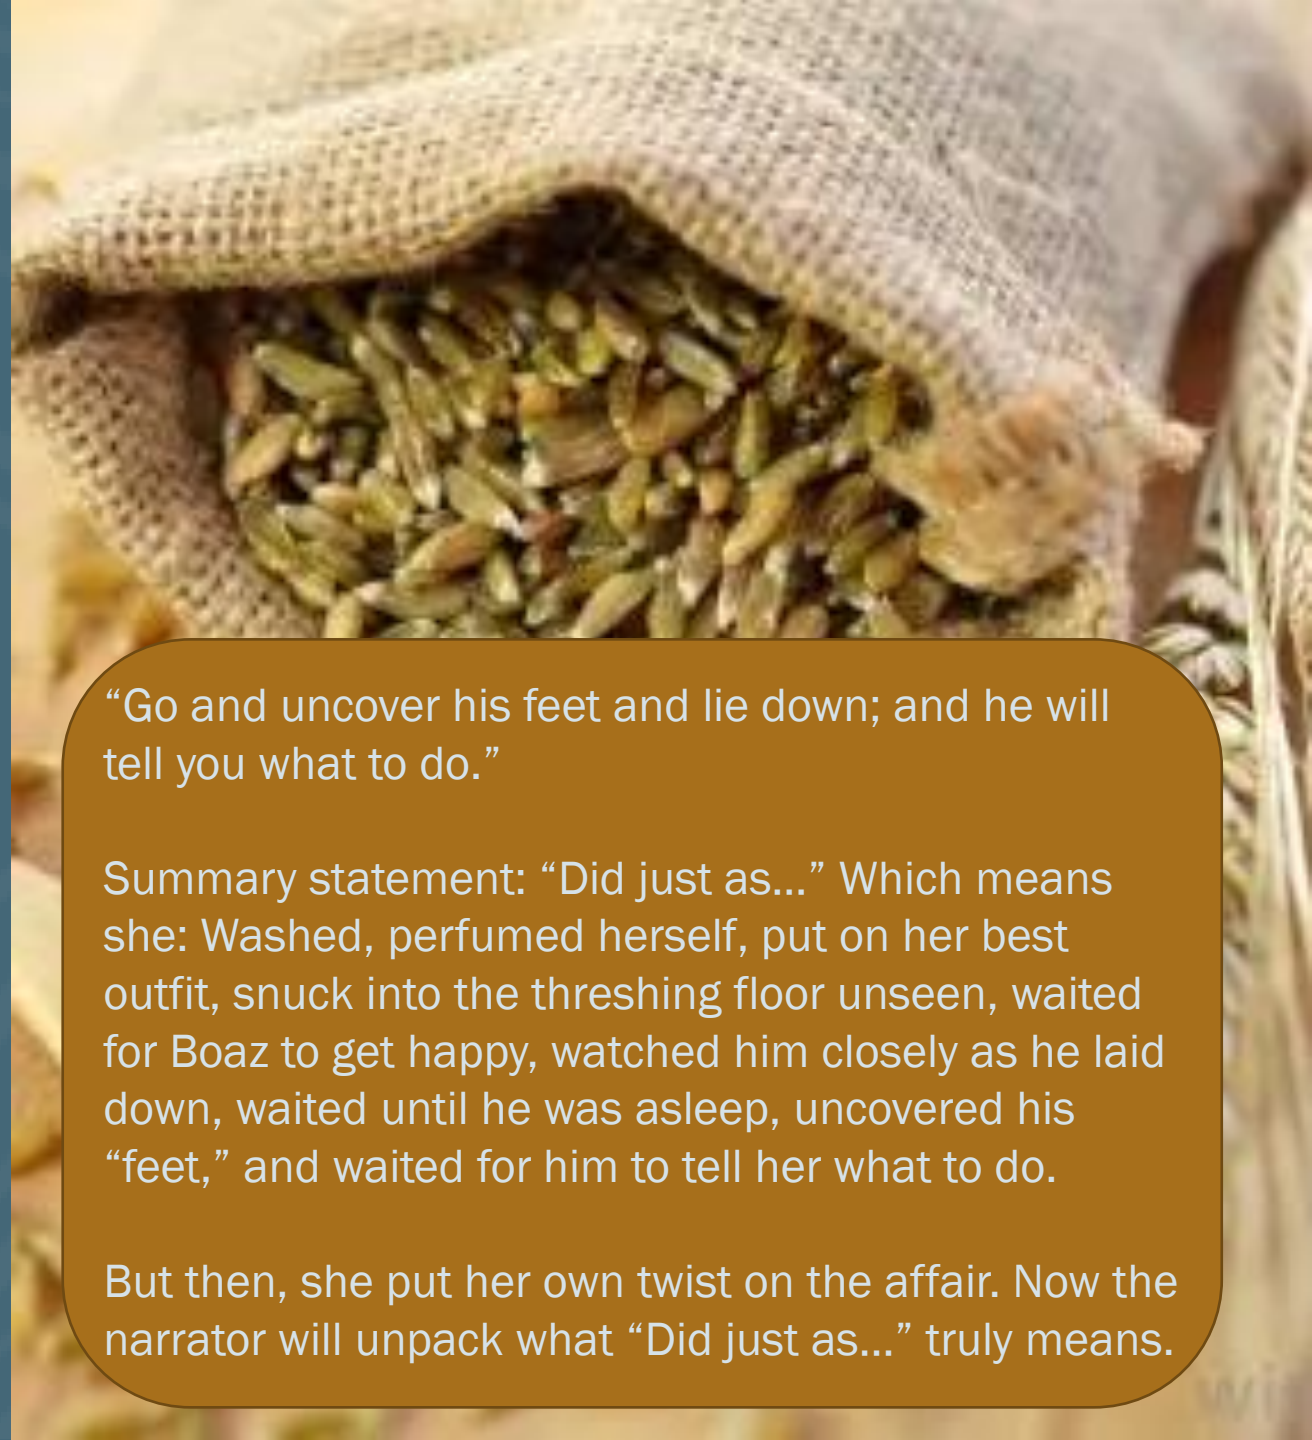 “Go and uncover his feet and lie down; and he will
tell you what to do.”
Summary statement: “Did just as…” Which means
she: Washed, perfumed herself, put on her best
outfit, snuck into the threshing floor unseen, waited
for Boaz to get happy, watched him closely as he laid
down, waited until he was asleep, uncovered his
“feet,” and waited for him to tell her what to do.
But then, she put her own twist on the affair. Now the
narrator will unpack what “Did just as…” truly means.